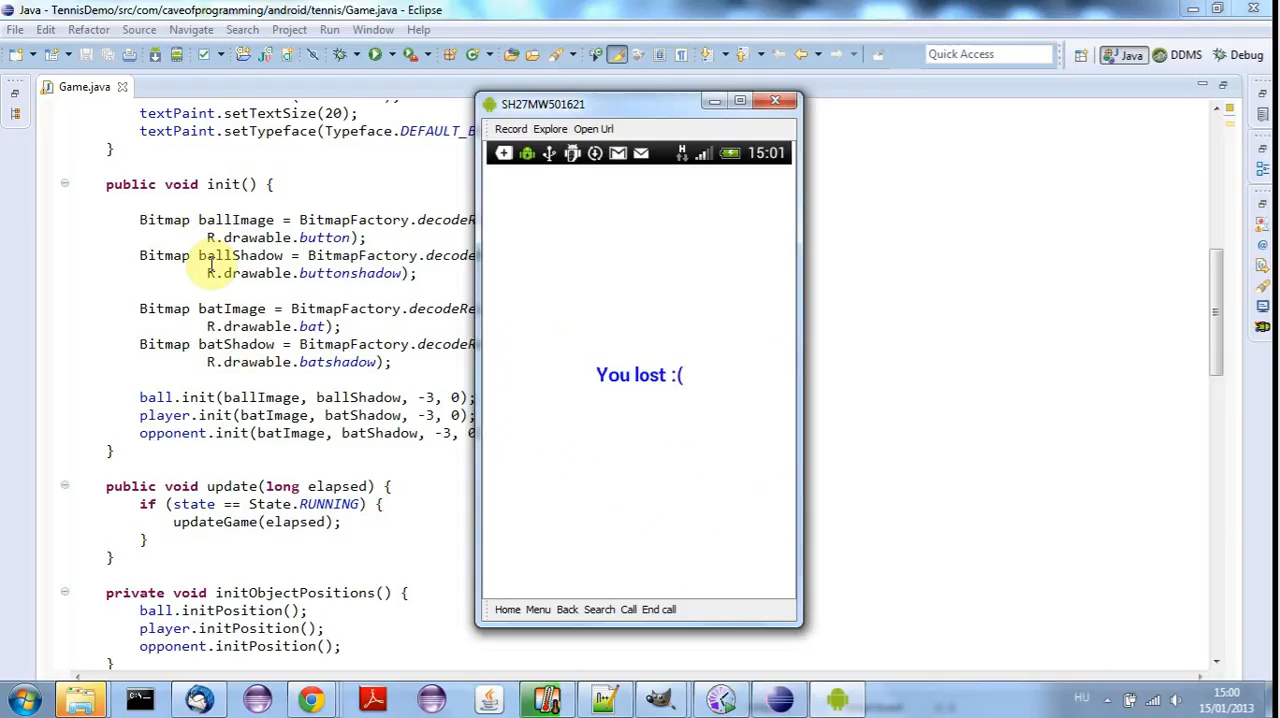 Java - TennisDemo/src/com/caveofprogramming/android/tennis/Game.java - Eclipse
File Edit Refactor Source Navigate Search Project Run Window Help
Quick Access
Java DDMS Debug
Game.java
textPaint.setTextSize(20);
textPaint.setTypeface(Typeface.DEFAULT_B
}
public void init() {
Bitmap ballImage = BitmapFactory.decodeR
R.drawable.button);
Bitmap ballShadow = BitmapFactory.decode
R.drawable.buttonshadow);
Bitmap batImage = BitmapFactory.decodeRe
R.drawable.bat);
Bitmap batShadow = BitmapFactory.decodeR
R.drawable.batshadow);
ball.init(ballImage, ballShadow, -3, 0);
player.init(batImage, batShadow, -3, 0);
opponent.init(batImage, batShadow, -3, 0
}
public void update(long elapsed) {
if (state == State.RUNNING) {
updateGame(elapsed);
}
}
private void initObjectPositions() {
ball.initPosition();
player.initPosition();
opponent.initPosition();
}
SH27MW501621
Record Explore Open Url
H 15:01
You lost :(
Home Menu Back Search Call End call
HU
15:00
15/01/2013